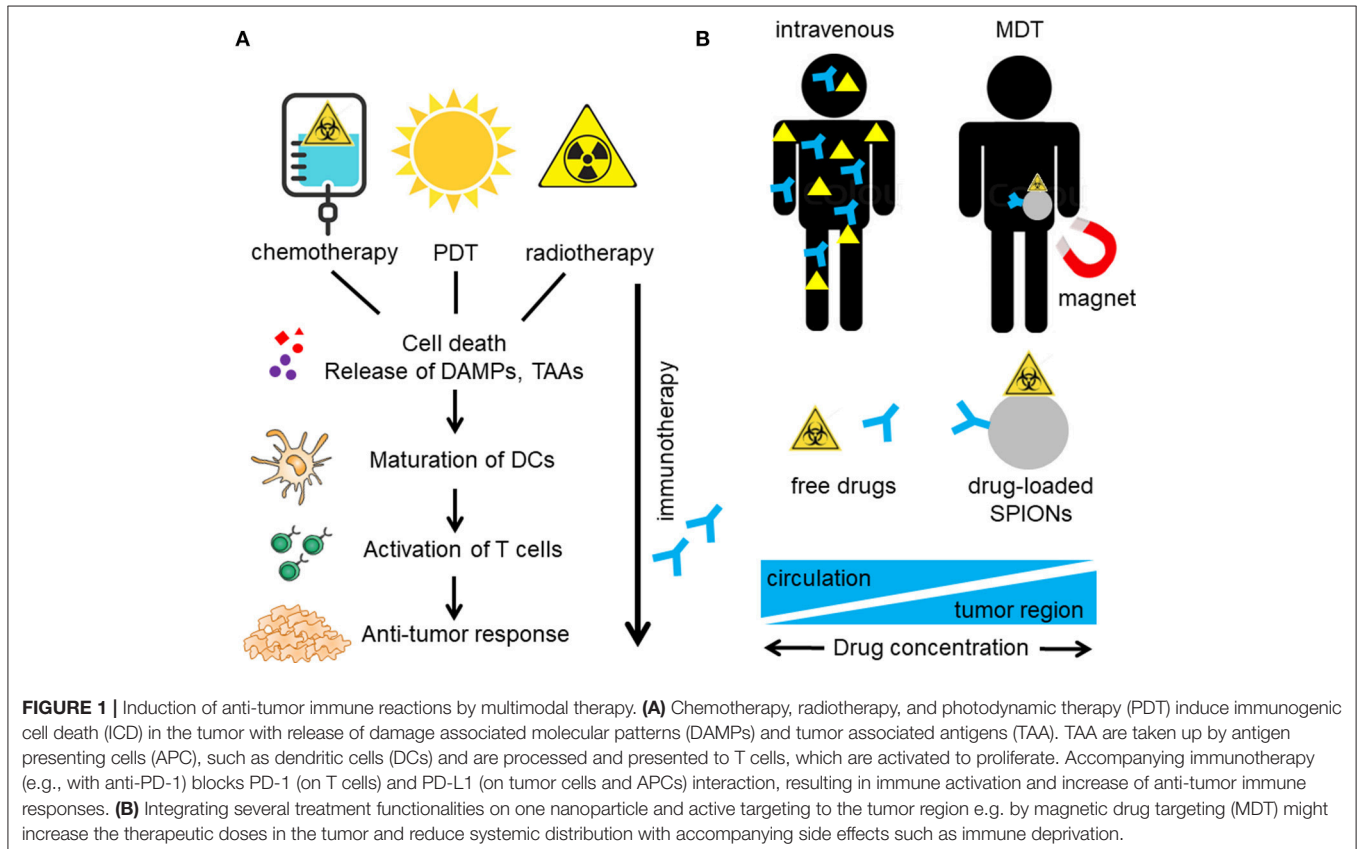 A
chemotherapy
PDT
radiotherapy
Cell death
Release of DAMPs, TAAs
Maturation of DCs
Activation of T cells
Anti-tumor response
immunotherapy
B
intravenous
MDT
magnet
free drugs
drug-loaded
SPIONs
circulation
tumor region
Drug concentration
FIGURE 1 | Induction of anti-tumor immune reactions by multimodal therapy. (A) Chemotherapy, radiotherapy, and photodynamic therapy (PDT) induce immunogenic
cell death (ICD) in the tumor with release of damage associated molecular patterns (DAMPs) and tumor associated antigens (TAA). TAA are taken up by antigen
presenting cells (APC), such as dendritic cells (DCs) and are processed and presented to T cells, which are activated to proliferate. Accompanying immunotherapy
(e.g., with anti-PD-1) blocks PD-1 (on T cells) and PD-L1 (on tumor cells and APCs) interaction, resulting in immune activation and increase of anti-tumor immune
responses. (B) Integrating several treatment functionalities on one nanoparticle and active targeting to the tumor region e.g. by magnetic drug targeting (MDT) might
increase the therapeutic doses in the tumor and reduce systemic distribution with accompanying side effects such as immune deprivation.